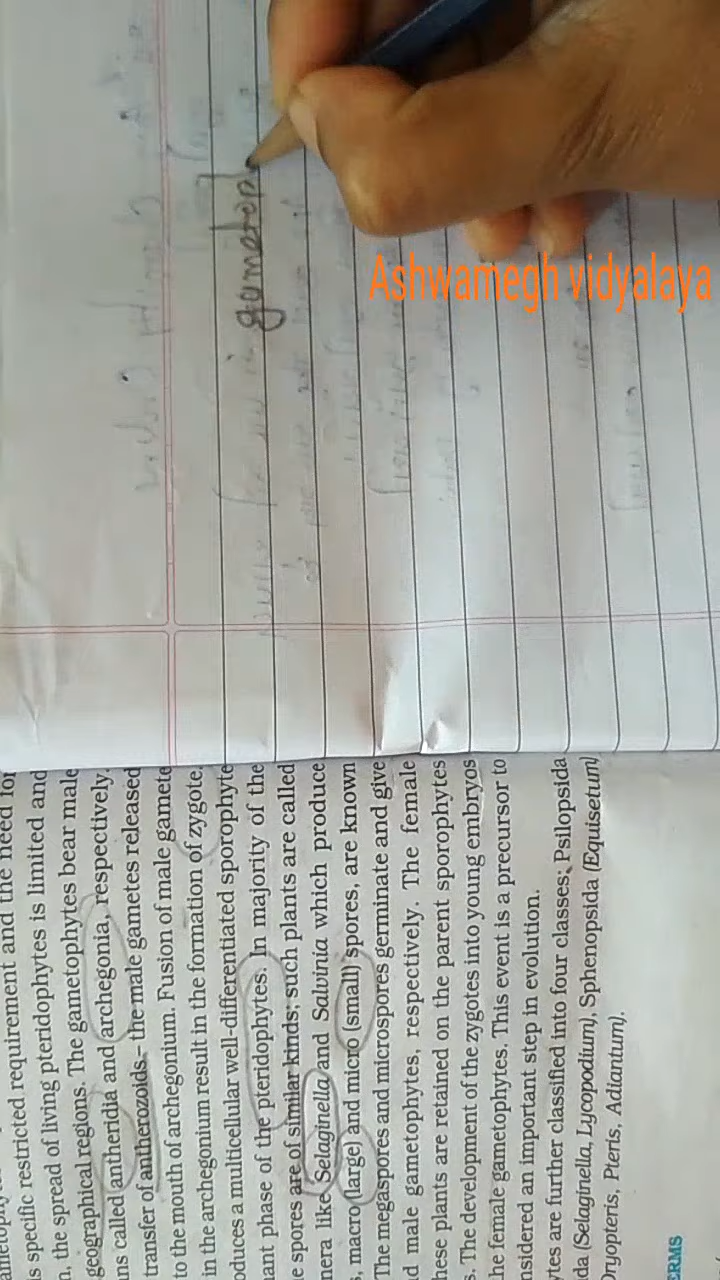 gametop
Ashwamegh vidyalaya
is specific restricted requirement and the need for
, the spread of living pteridophytes is limited and
geographical regions. The gametophytes bear male
ns called antheridia and archegonia, respectively.
transfer of antherozoids – the male gametes released
to the mouth of archegonium. Fusion of male gamete
in the archegonium result in the formation of zygote.
oduces a multicellular well-differentiated sporophyte
ant phase of the pteridophytes. In majority of the
e spores are of similar kinds; such plants are called
nera like Selaginella and Salvinia which produce
, macro (large) and micro (small) spores, are known
The megaspores and microspores germinate and give
d male gametophytes, respectively. The female
hese plants are retained on the parent sporophytes
s. The development of the zygotes into young embryos
he female gametophytes. This event is a precursor to
nsidered an important step in evolution.
ytes are further classified into four classes: Psilopsida
da (Selaginella, Lycopodium), Sphenopsida (Equisetum)
ryopteris, Pteris, Adiantum).
RMS